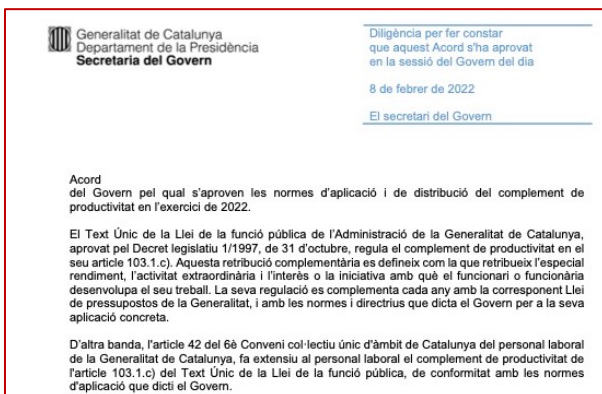 Generalitat de Catalunya
Departament de la Presidència
Secretaria del Govern
Diligència per fer constar
que aquest Acord s'ha aprovat
en la sessió del Govern del dia
8 de febrer de 2022
El secretari del Govern
Acord
del Govern pel qual s'aproven les normes d'aplicació i de distribució del complement de
productivitat en l'exercici de 2022.
El Text Únic de la Llei de la funció pública de l'Administració de la Generalitat de Catalunya,
aprovat pel Decret legislatiu 1/1997, de 31 d'octubre, regula el complement de productivitat en el
seu article 103.1.c). Aquesta retribució complementària es defineix com la que retribueix l'especial
rendiment, l'activitat extraordinària i l'interès o la iniciativa amb què el funcionari o funcionària
desenvolupa el seu treball. La seva regulació es complementa cada any amb la corresponent Llei
de pressupostos de la Generalitat, i amb les normes i directrius que dicta el Govern per a la seva
aplicació concreta.
D'altra banda, l'article 42 del 6è Conveni col·lectiu únic d'àmbit de Catalunya del personal laboral
de la Generalitat de Catalunya, fa extensiu al personal laboral el complement de productivitat de
l'article 103.1.c) del Text Únic de la Llei de la funció pública, de conformitat amb les normes
d'aplicació que dicti el Govern.